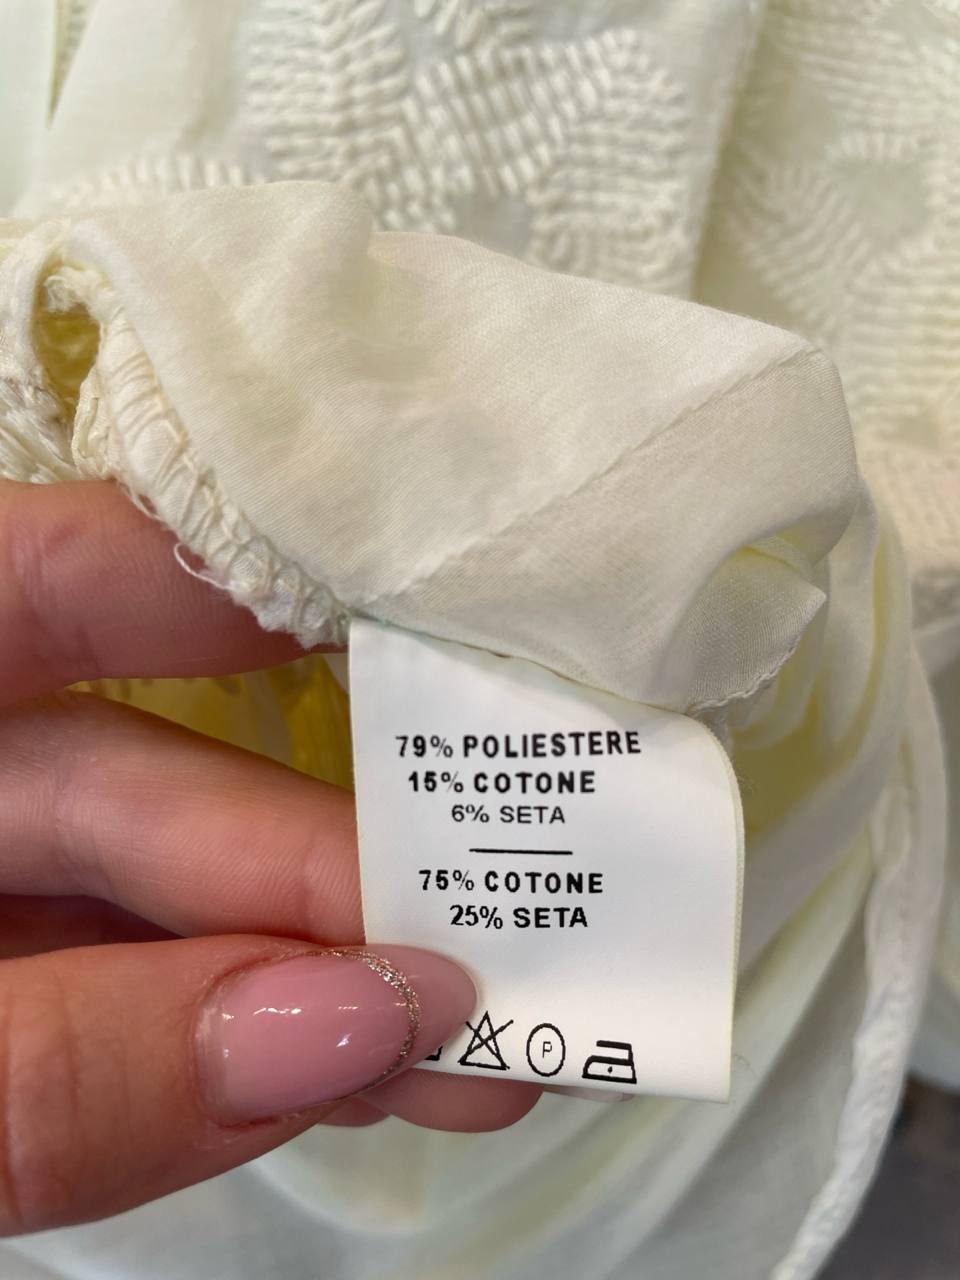 79% POLIESTERE
15% COTONE
6% SETA
75% COTONE
25% SETA
P